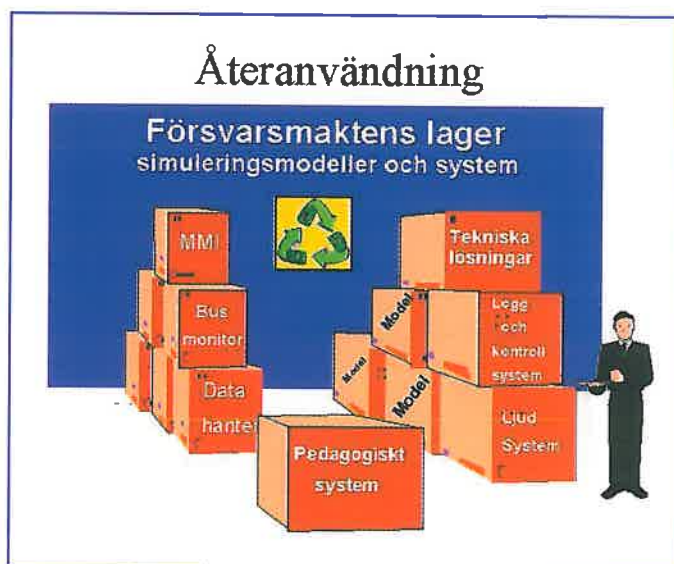 Återanvändning
Försvarsmaktens lager
simuleringsmodeller och system
MMI
Bus
monitor
Data
hanter
Tekniska
lösningar
Model
Logg
och
kontroll
system
Model
Model
Ljud
System
Pedagogiskt
system